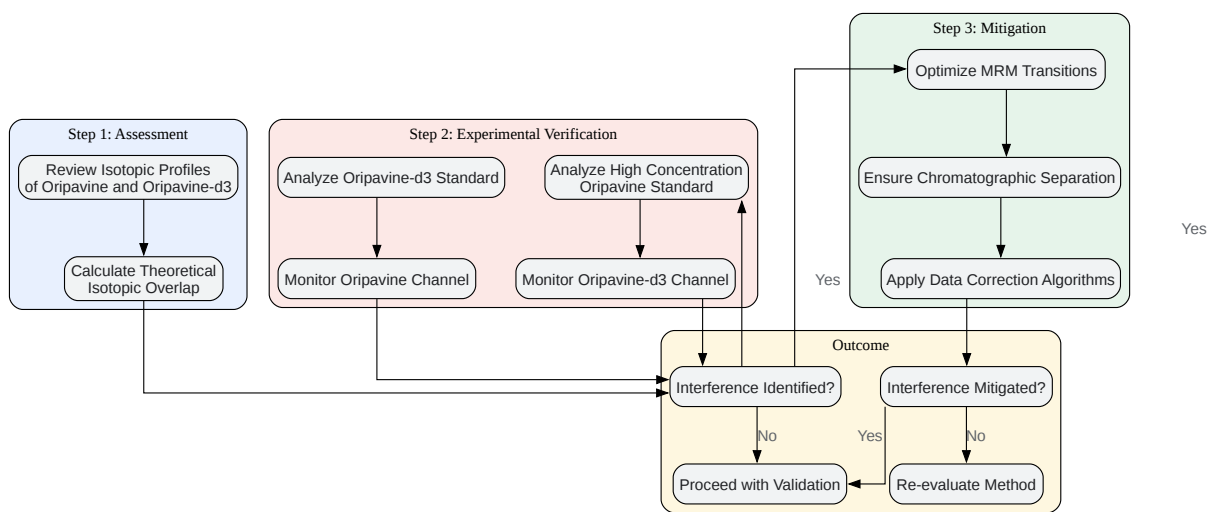 Step 1: Assessment
Review Isotopic Profiles
of Oripavine and Oripavine-d3
Calculate Theoretical
Isotopic Overlap
Step 2: Experimental Verification
Analyze Oripavine-d3 Standard
Analyze High Concentration
Oripavine Standard
Monitor Oripavine Channel
Monitor Oripavine-d3 Channel
Step 3: Mitigation
Optimize MRM Transitions
Ensure Chromatographic Separation
Apply Data Correction Algorithms
Yes
Yes
Outcome
Interference Identified?
Interference Mitigated?
No
Yes
No
Proceed with Validation
Re-evaluate Method